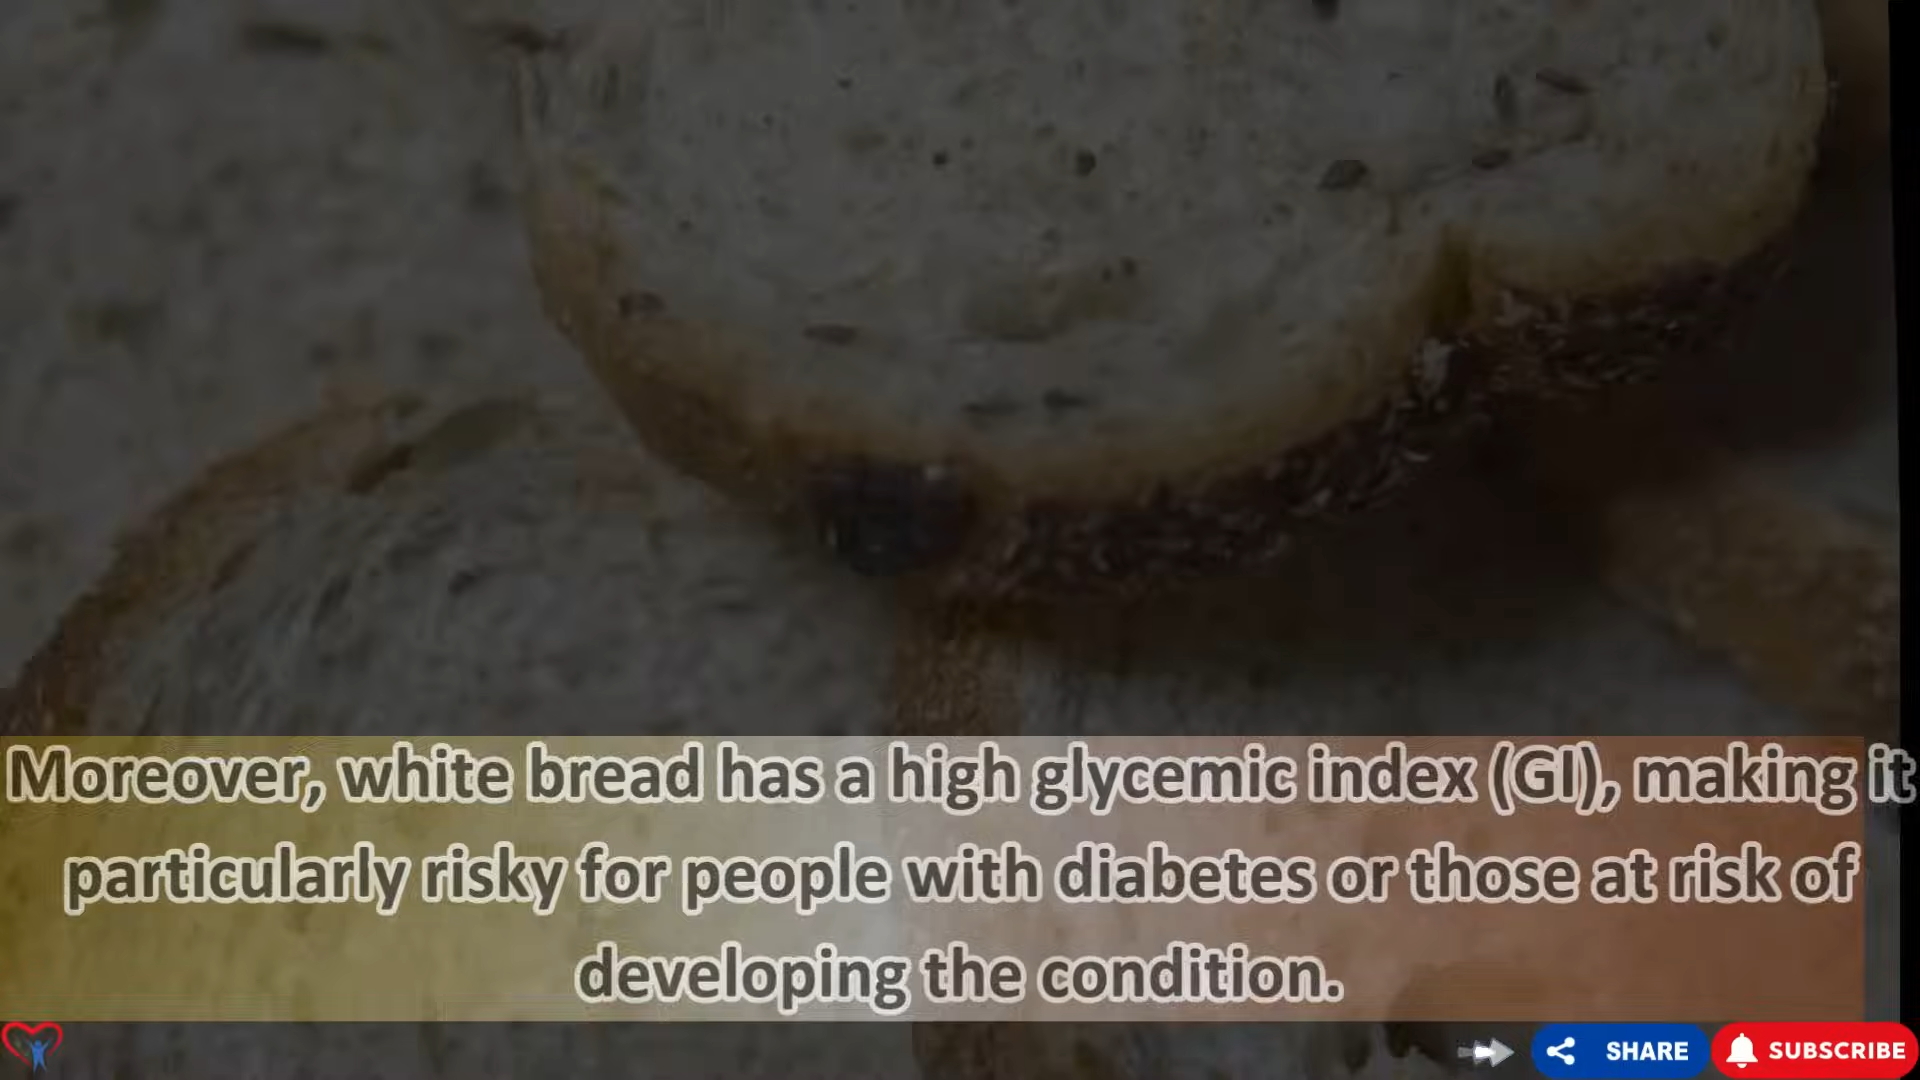 Moreover, white bread has a high glycemic index (GI), making it
particularly risky for people with diabetes or those at risk of
developing the condition.
SHARE
SUBSCRIBE